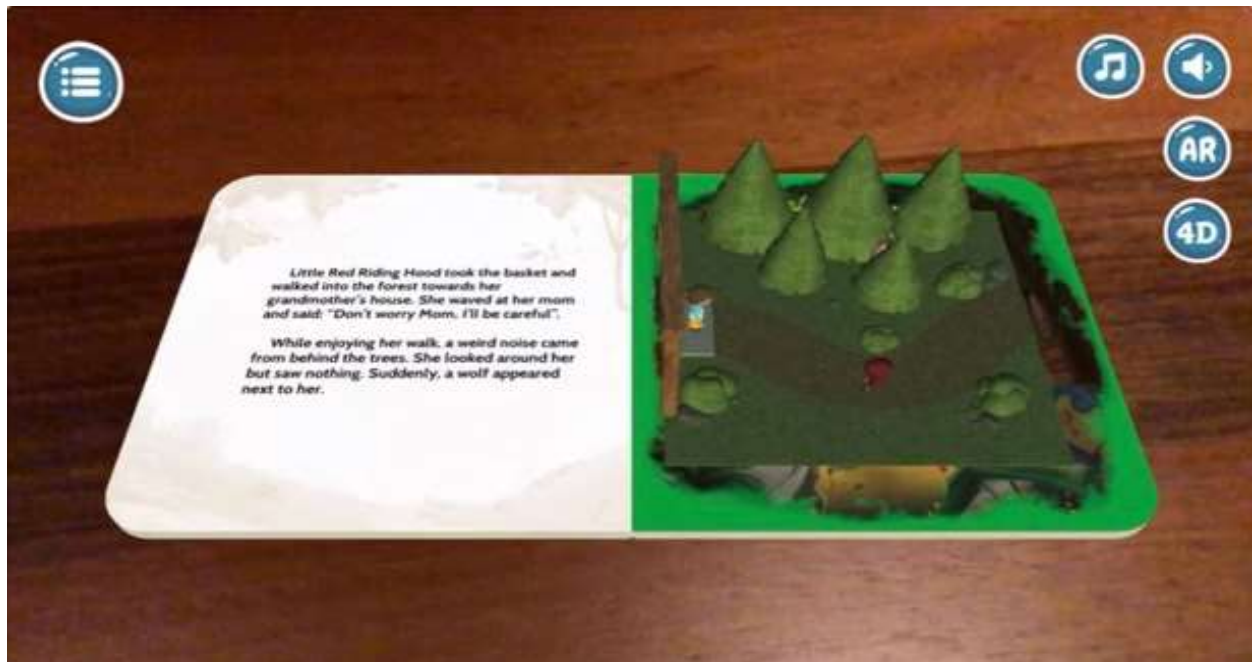 AR
4D
Little Red Riding Hood took the basket and
walked into the forest towards her
grandmother's house. She waved at her mom
and said: "Don't worry Mom, I'll be careful".
While enjoying her walk, a weird noise came
from behind the trees. She looked around her
but saw nothing. Suddenly, a wolf appeared
next to her.